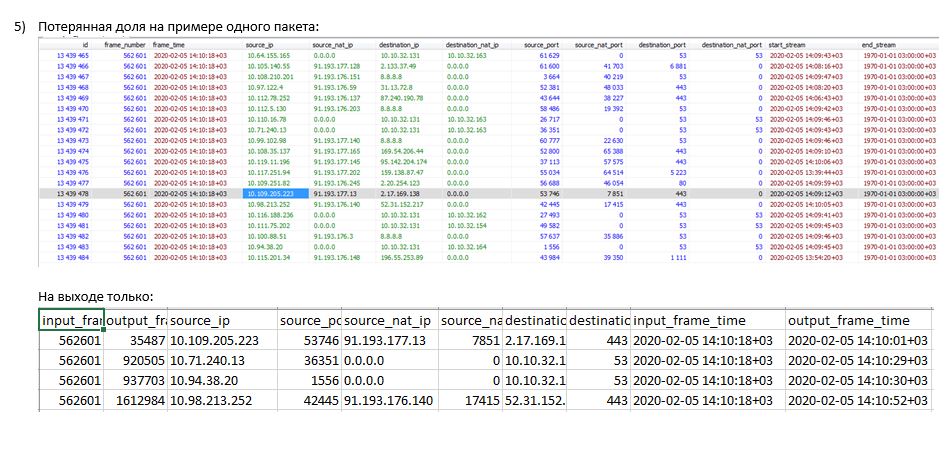 5) Потерянная доля на примере одного пакета:
id frame_number frame_time source_ip source_nat_ip destination_ip destination_nat_ip source_port source_nat_port destination_port destination_nat_port start_stream end_stream
13 439 465 562 601 2020-02-05 14:10:18+03 10.64.155.165 0.0.0.0 10.10.32.131 10.10.32.163 61 629 0 53 53 2020-02-05 14:09:43+03 1970-01-01 03:00:00+03
13 439 466 562 601 2020-02-05 14:10:18+03 10.105.140.55 91.193.177.128 2.133.37.49 0.0.0.0 61 600 41 703 6 881 0 2020-02-05 14:08:16+03 1970-01-01 03:00:00+03
13 439 467 562 601 2020-02-05 14:10:18+03 10.108.210.201 91.193.176.151 8.8.8.8 0.0.0.0 3 664 40 219 53 0 2020-02-05 14:09:47+03 1970-01-01 03:00:00+03
13 439 468 562 601 2020-02-05 14:10:18+03 10.97.122.4 91.193.176.59 31.13.72.8 0.0.0.0 52 381 48 033 443 0 2020-02-05 14:08:20+03 1970-01-01 03:00:00+03
13 439 469 562 601 2020-02-05 14:10:18+03 10.112.78.252 91.193.176.137 87.240.190.78 0.0.0.0 43 644 38 227 443 0 2020-02-05 14:06:43+03 1970-01-01 03:00:00+03
13 439 470 562 601 2020-02-05 14:10:18+03 10.112.5.130 91.193.176.203 8.8.8.8 0.0.0.0 58 486 19 392 53 0 2020-02-05 14:09:42+03 1970-01-01 03:00:00+03
13 439 471 562 601 2020-02-05 14:10:18+03 10.110.16.78 0.0.0.0 10.10.32.131 10.10.32.163 26 717 0 53 53 2020-02-05 14:09:46+03 1970-01-01 03:00:00+03
13 439 472 562 601 2020-02-05 14:10:18+03 10.71.240.13 0.0.0.0 10.10.32.131 10.10.32.163 36 351 0 53 53 2020-02-05 14:09:43+03 1970-01-01 03:00:00+03
13 439 473 562 601 2020-02-05 14:10:18+03 10.99.102.98 91.193.177.140 8.8.8.8 0.0.0.0 60 777 22 630 53 0 2020-02-05 14:09:46+03 1970-01-01 03:00:00+03
13 439 474 562 601 2020-02-05 14:10:18+03 10.108.35.137 91.193.177.165 169.54.206.44 0.0.0.0 52 800 65 388 443 0 2020-02-05 14:09:10+03 1970-01-01 03:00:00+03
13 439 475 562 601 2020-02-05 14:10:18+03 10.119.11.196 91.193.177.145 95.142.204.174 0.0.0.0 37 113 57 575 443 0 2020-02-05 14:10:06+03 1970-01-01 03:00:00+03
13 439 476 562 601 2020-02-05 14:10:18+03 10.117.251.94 91.193.177.202 159.138.87.47 0.0.0.0 55 034 64 514 5 223 0 2020-02-05 13:39:44+03 1970-01-01 03:00:00+03
13 439 477 562 601 2020-02-05 14:10:18+03 10.109.251.82 91.193.176.245 2.20.254.123 0.0.0.0 56 688 46 054 80 0 2020-02-05 14:09:59+03 1970-01-01 03:00:00+03
13 439 478 562 601 2020-02-05 14:10:18+03 10.109.205.223 91.193.177.13 2.17.169.138 0.0.0.0 53 746 7 851 443 0 2020-02-05 14:09:12+03 1970-01-01 03:00:00+03
13 439 479 562 601 2020-02-05 14:10:18+03 10.98.213.252 91.193.176.140 52.31.152.217 0.0.0.0 42 445 17 415 443 0 2020-02-05 14:10:05+03 1970-01-01 03:00:00+03
13 439 480 562 601 2020-02-05 14:10:18+03 10.116.188.236 0.0.0.0 10.10.32.131 10.10.32.162 27 493 0 53 53 2020-02-05 14:09:41+03 1970-01-01 03:00:00+03
13 439 481 562 601 2020-02-05 14:10:18+03 10.111.75.202 0.0.0.0 10.10.32.131 10.10.32.154 49 582 0 53 53 2020-02-05 14:09:45+03 1970-01-01 03:00:00+03
13 439 482 562 601 2020-02-05 14:10:18+03 10.100.88.51 91.193.176.3 8.8.8.8 0.0.0.0 57 637 35 886 53 0 2020-02-05 14:09:46+03 1970-01-01 03:00:00+03
13 439 483 562 601 2020-02-05 14:10:18+03 10.94.38.20 0.0.0.0 10.10.32.131 10.10.32.164 1 556 0 53 53 2020-02-05 14:09:45+03 1970-01-01 03:00:00+03
13 439 484 562 601 2020-02-05 14:10:18+03 10.115.201.34 91.193.176.148 196.55.253.89 0.0.0.0 43 984 39 350 1 111 0 2020-02-05 13:54:20+03 1970-01-01 03:00:00+03
На выходе только:
input_frar output_fra source_ip source_po source_nat_ip source_na destinatic destinatic input_frame_time output_frame_time
562601 35487 10.109.205.223 53746 91.193.177.13 7851 2.17.169.1 443 2020-02-05 14:10:18+03 2020-02-05 14:10:01+03
562601 920505 10.71.240.13 36351 0.0.0.0 0 10.10.32.1 53 2020-02-05 14:10:18+03 2020-02-05 14:10:29+03
562601 937703 10.94.38.20 1556 0.0.0.0 0 10.10.32.1 53 2020-02-05 14:10:18+03 2020-02-05 14:10:30+03
562601 1612984 10.98.213.252 42445 91.193.176.140 17415 52.31.152. 443 2020-02-05 14:10:18+03 2020-02-05 14:10:52+03